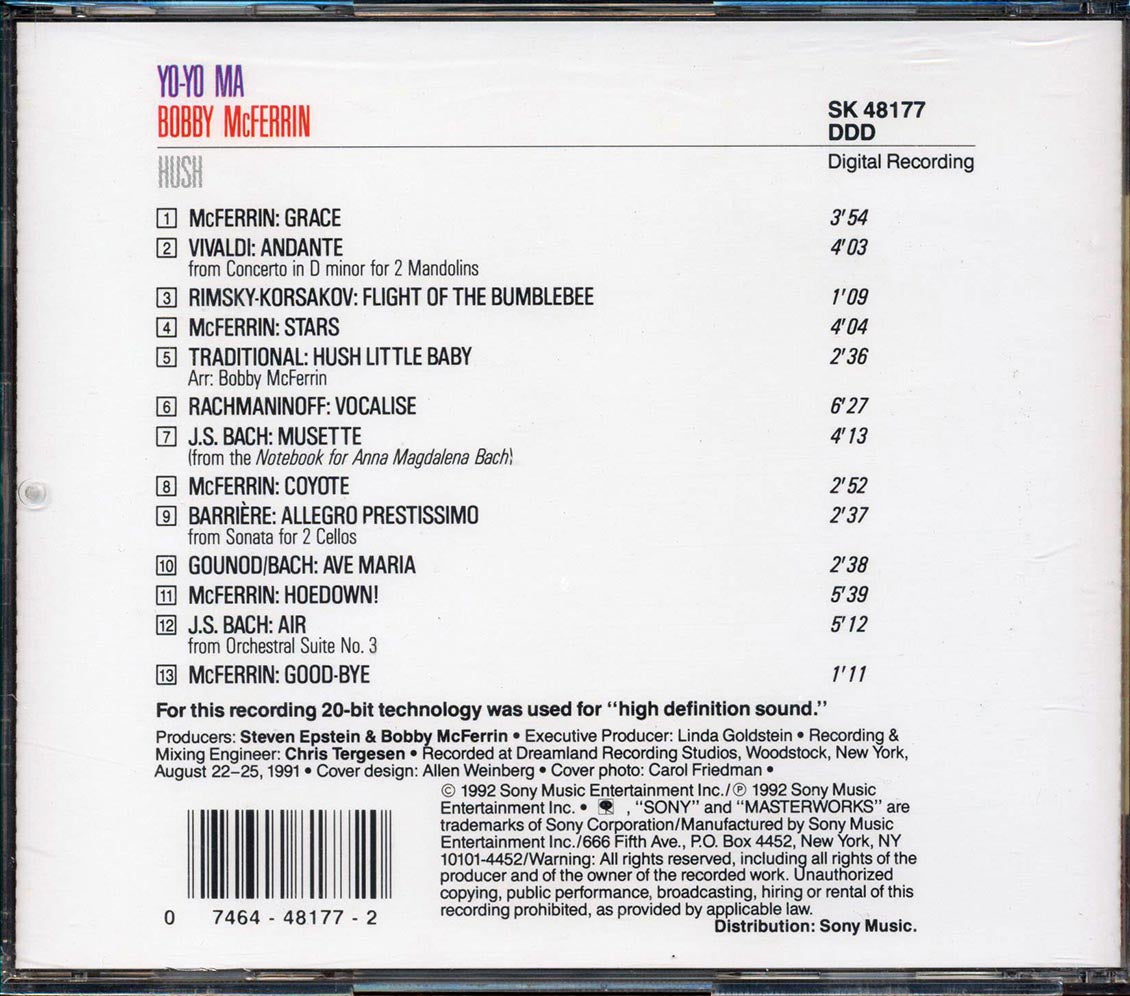 YO-YO MA
BOBBY McFERRIN
SK 48177
DDD
HUSH
Digital Recording
1 McFERRIN: GRACE 3'54
2 VIVALDI: ANDANTE 4'03
from Concerto in D minor for 2 Mandolins
3 RIMSKY-KORSAKOV: FLIGHT OF THE BUMBLEBEE 1'09
4 McFERRIN: STARS 4'04
5 TRADITIONAL: HUSH LITTLE BABY 2'36
Arr: Bobby McFerrin
6 RACHMANINOFF: VOCALISE 6'27
7 J.S. BACH: MUSETTE 4'13
(from the Notebook for Anna Magdalena Bach)
8 McFERRIN: COYOTE 2'52
9 BARRIÈRE: ALLEGRO PRESTISSIMO 2'37
from Sonata for 2 Cellos
10 GOUNOD/BACH: AVE MARIA 2'38
11 McFERRIN: HOEDOWN! 5'39
12 J.S. BACH: AIR 5'12
from Orchestral Suite No. 3
13 McFERRIN: GOOD-BYE 1'11
For this recording 20-bit technology was used for "high definition sound."
Producers: Steven Epstein & Bobby McFerrin • Executive Producer: Linda Goldstein • Recording &
Mixing Engineer: Chris Tergesen • Recorded at Dreamland Recording Studios, Woodstock, New York,
August 22–25, 1991 • Cover design: Allen Weinberg • Cover photo: Carol Friedman •
© 1992 Sony Music Entertainment Inc./℗ 1992 Sony Music
Entertainment Inc. • , "SONY" and "MASTERWORKS" are
trademarks of Sony Corporation/Manufactured by Sony Music
Entertainment Inc./666 Fifth Ave., P.O. Box 4452, New York, NY
10101-4452/Warning: All rights reserved, including all rights of the
producer and of the owner of the recorded work. Unauthorized
copying, public performance, broadcasting, hiring or rental of this
recording prohibited, as provided by applicable law.
Distribution: Sony Music.
0 7464 - 48177 - 2